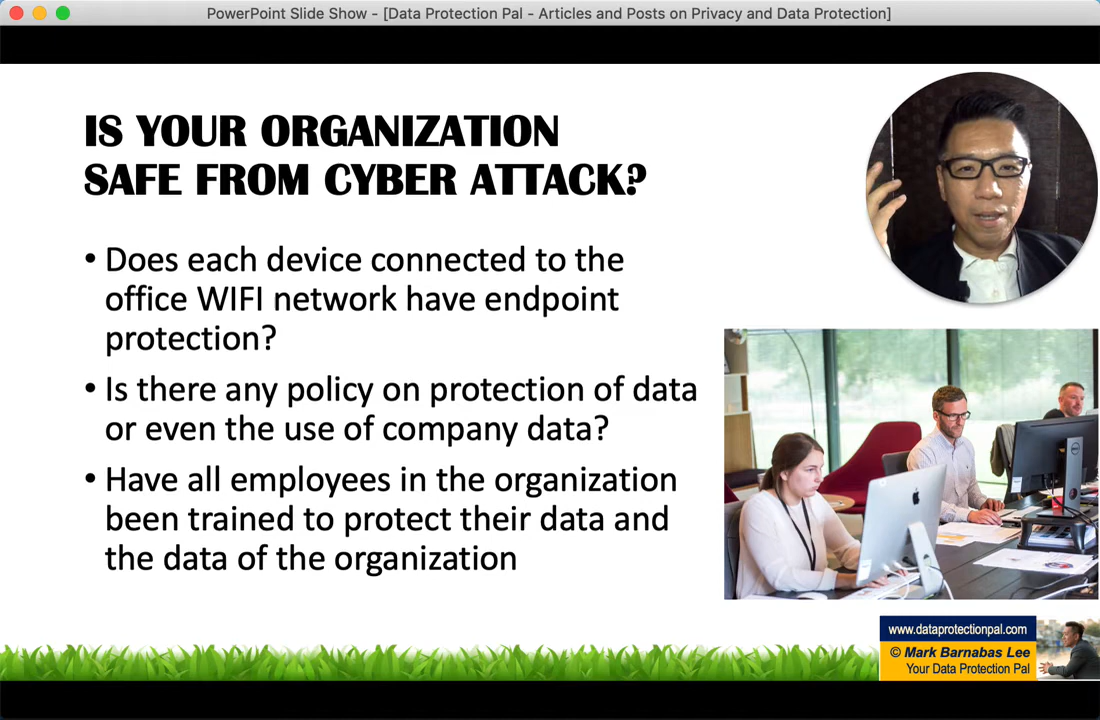 PowerPoint Slide Show - [Data Protection Pal - Articles and Posts on Privacy and Data Protection]
IS YOUR ORGANIZATION
SAFE FROM CYBER ATTACK?
• Does each device connected to the
office WIFI network have endpoint
protection?
• Is there any policy on protection of data
or even the use of company data?
• Have all employees in the organization
been trained to protect their data and
the data of the organization
www.dataprotectionpal.com
© Mark Barnabas Lee
Your Data Protection Pal